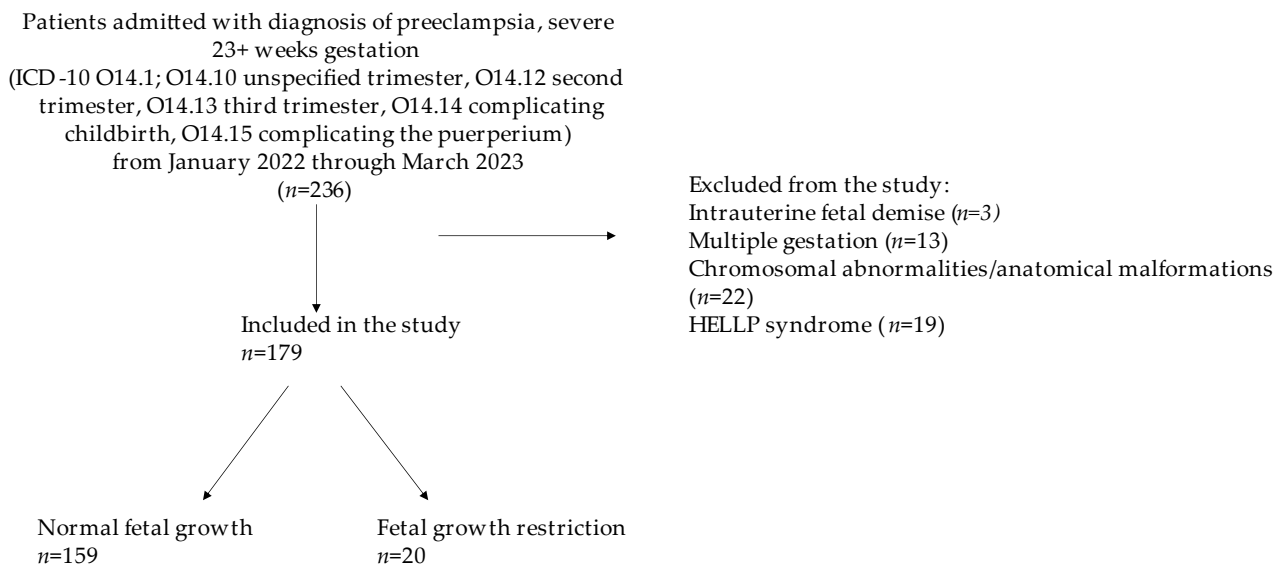 Patients admitted with diagnosis of preeclampsia, severe
23+ weeks gestation
(ICD-10 O14.1; O14.10 unspecified trimester, O14.12 second
trimester, O14.13 third trimester, O14.14 complicating
childbirth, O14.15 complicating the puerperium)
from January 2022 through March 2023
(n=236)
Excluded from the study:
Intrauterine fetal demise (n=3)
Multiple gestation (n=13)
Chromosomal abnormalities/anatomical malformations
(n=22)
HELLP syndrome (n=19)
Included in the study
n=179
Normal fetal growth
n=159
Fetal growth restriction
n=20